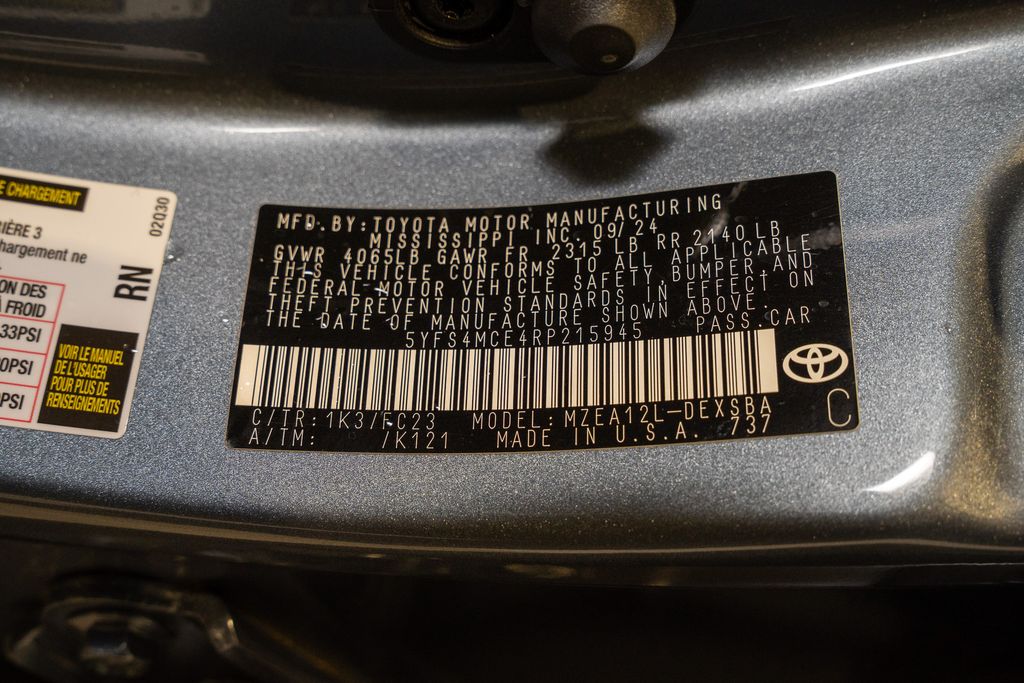 E CHARGEMENT
02030
RIÈRE 3
hargement ne
RN
ON DES
À FROID
33PSI
0PSI
PSI
VOIR LE MANUEL
DE L'USAGER
POUR PLUS DE
RENSEIGNEMENTS
MFD. BY: TOYOTA MOTOR MANUFACTURING
MISSISSIPPI INC. 09/24
GVWR 4065LB GAWR FR 2315 LB RR 2140 LB
THIS VEHICLE CONFORMS TO ALL APPLICABLE
FEDERAL MOTOR VEHICLE SAFETY, BUMPER AND
THEFT PREVENTION STANDARDS IN EFFECT ON
THE DATE OF MANUFACTURE SHOWN ABOVE.
5YFS4MCE4RP215945 PASS.CAR
C/TR: 1K3/FC23 MODEL: MZEA12L-DEXSBA
A/TM: /K121 MADE IN U.S.A. 737
C